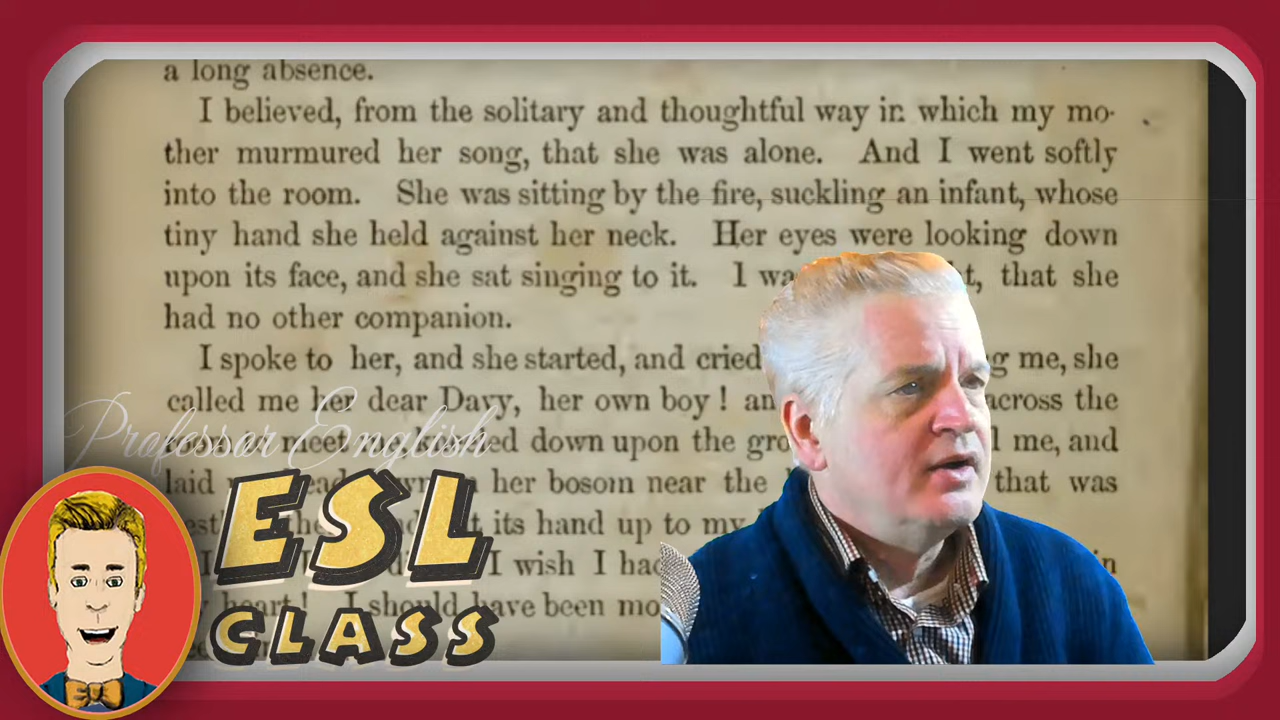 a long absence.
I believed, from the solitary and thoughtful way in which my mo-
ther murmured her song, that she was alone. And I went softly
into the room. She was sitting by the fire, suckling an infant, whose
tiny hand she held against her neck. Her eyes were looking down
upon its face, and she sat singing to it. I that she
had no other companion.
I spoke to her, and she started, and cried me, she
called me her dear Davy, her own boy! across the
meet down upon the me, and
laid her bosom near the that was
its hand up to my
I wish I
heart! I should have been
Professor English
ESL
CLASS